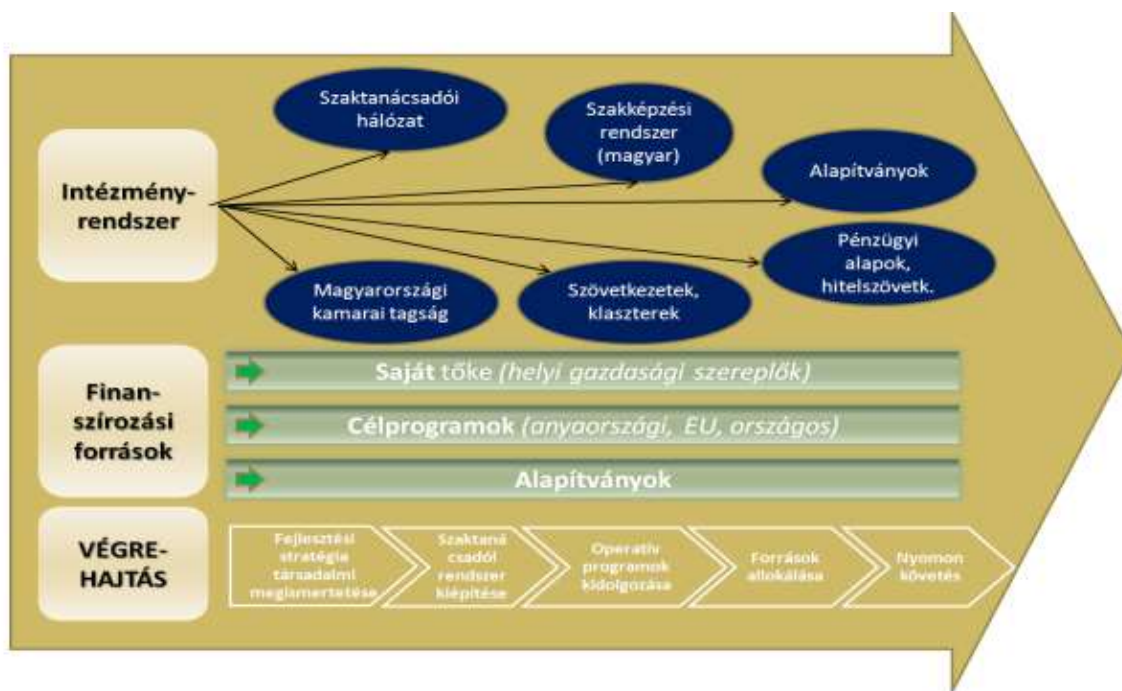 Intézmény-
rendszer
Szaktanácsadói
hálózat
Szakképzési
rendszer
(magyar)
Alapítványok
Pénzügyi
alapok,
hitelszövetk.
Szövetkezetek,
klaszterek
Magyarországi
kamarai tagság
Finan-
szírozási
források
Saját tőke (helyi gazdasági szereplők)
Célprogramok (anyaországi, EU, országos)
Alapítványok
VÉGRE-
HAJTÁS
Fejlesztési
stratégia
társadalmi
megismertetése
Szaktaná
csadói
rendszer
kiépítése
Operatív
programok
kidolgozása
Források
allokálása
Nyomon
követés